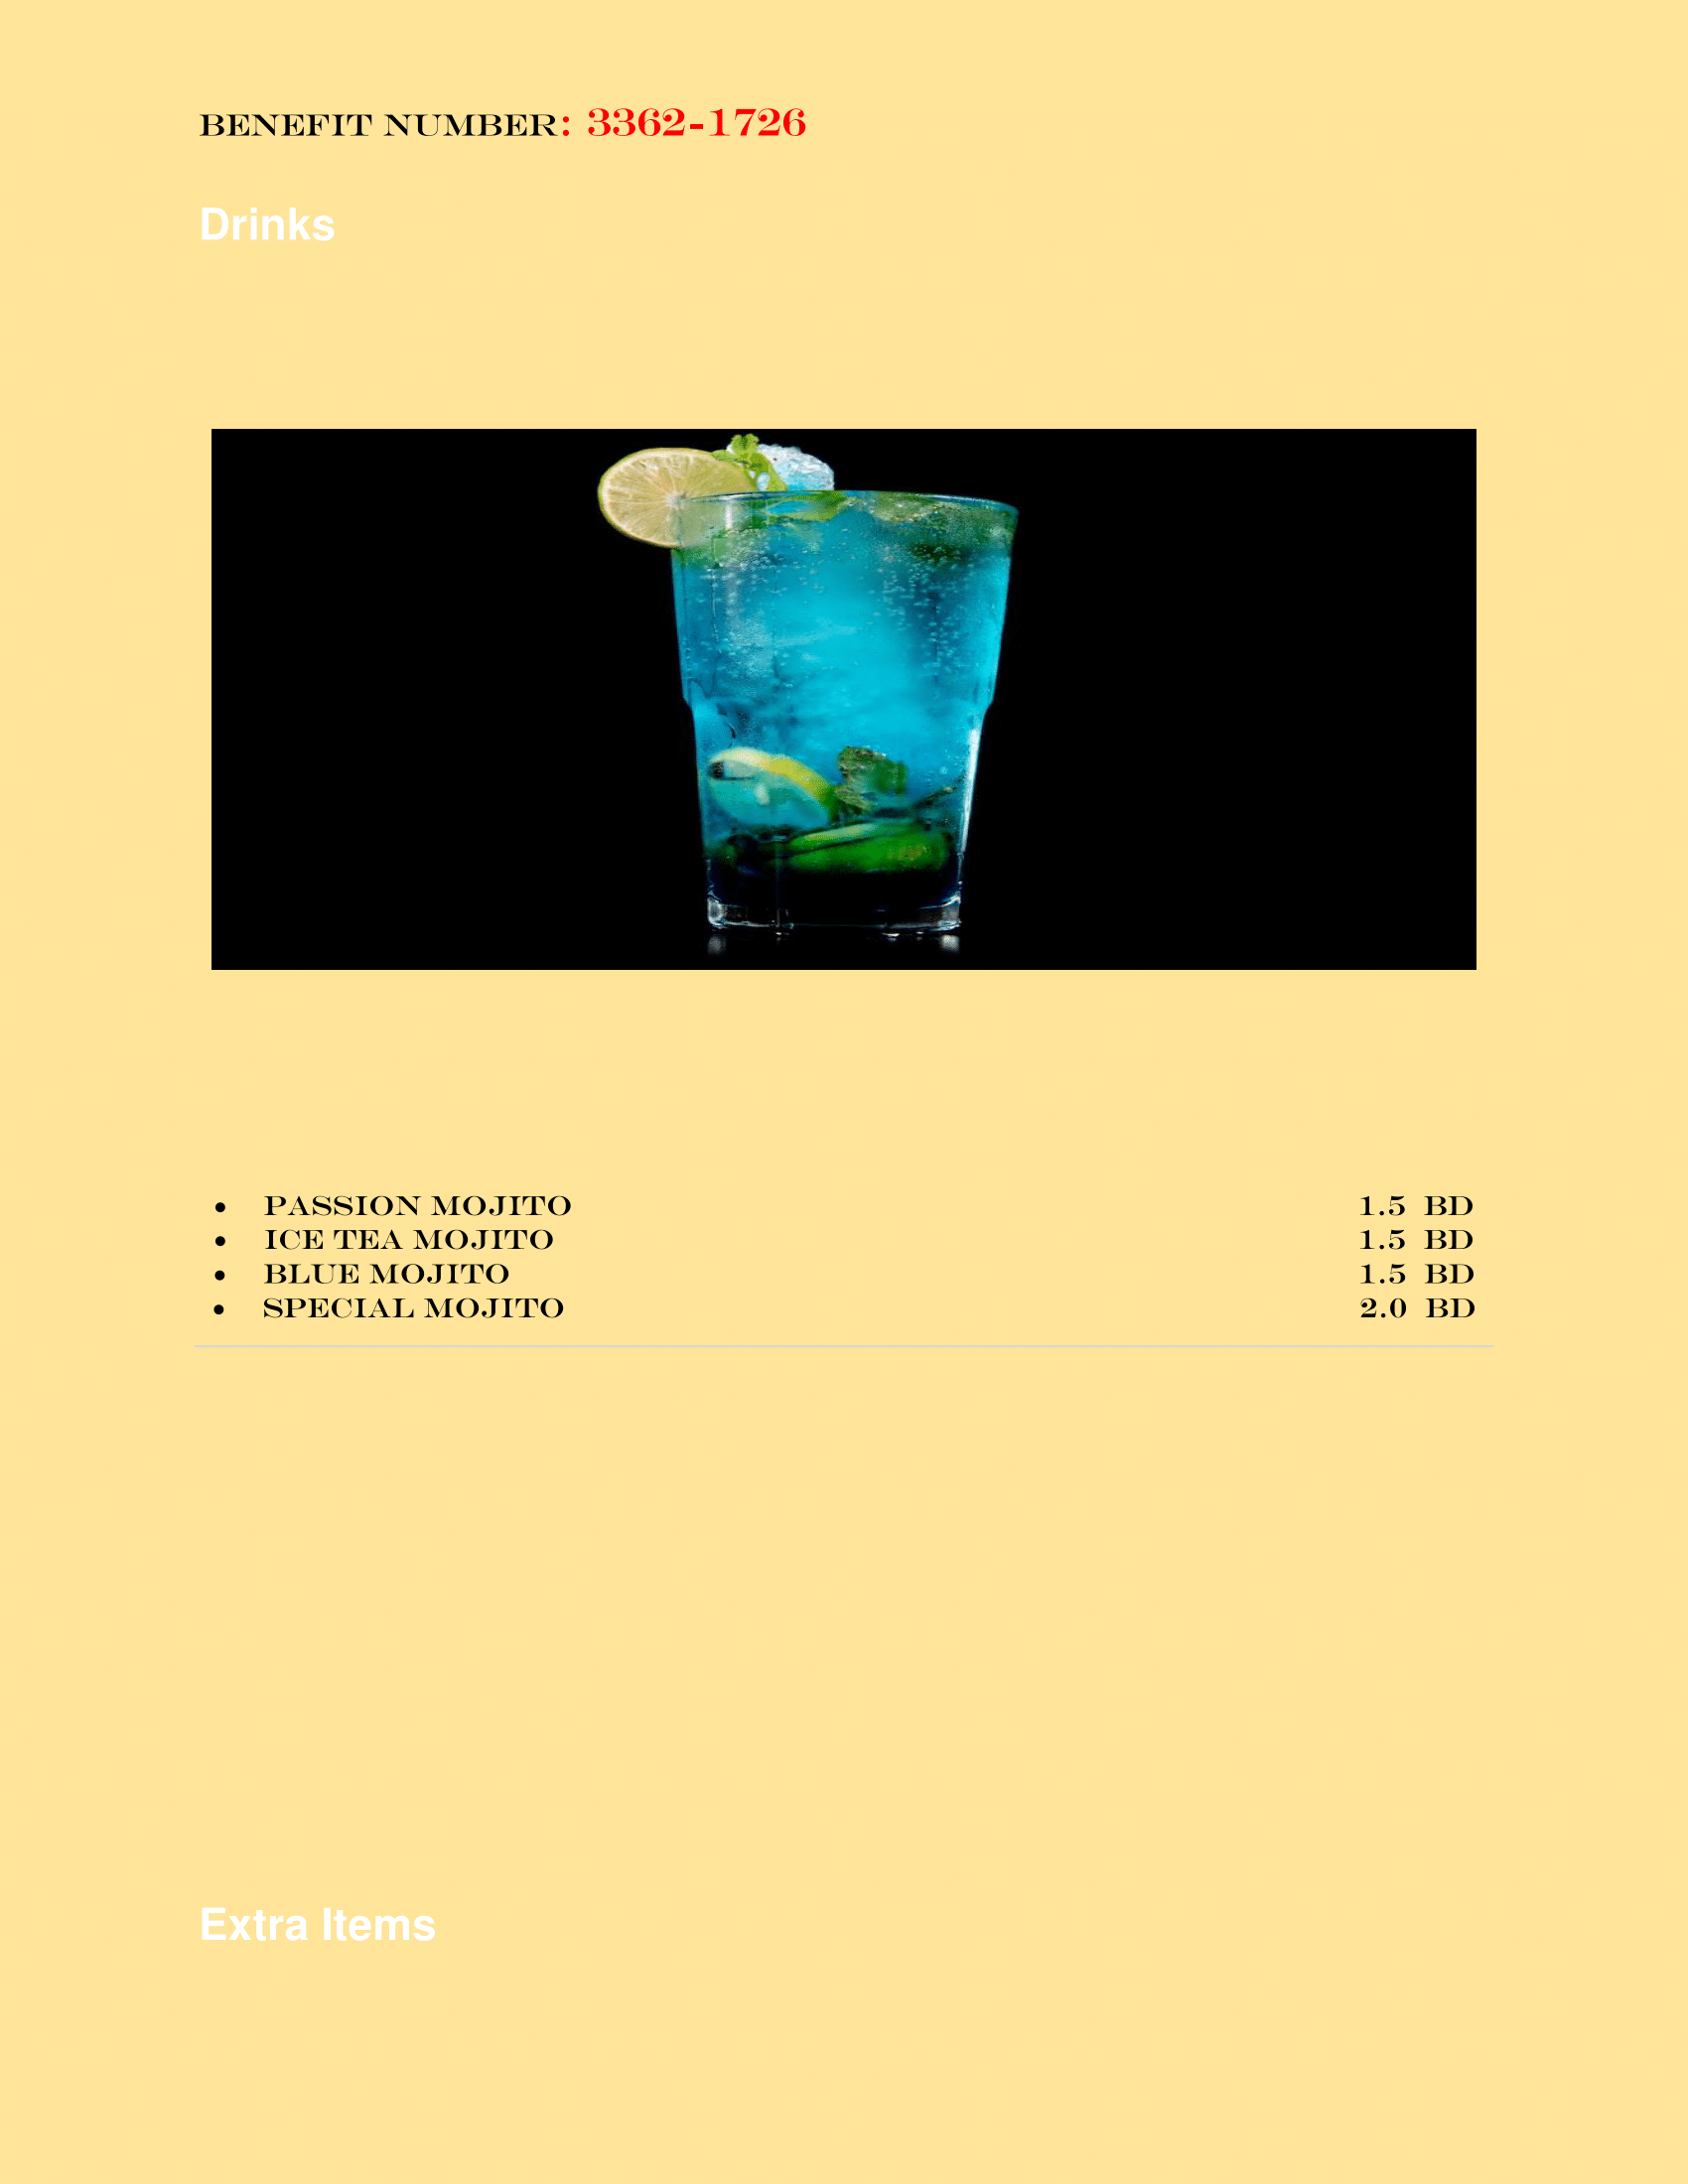 BENEFIT NUMBER: 3362-1726
Drinks
• PASSION MOJITO 1.5 BD
• ICE TEA MOJITO 1.5 BD
• BLUE MOJITO 1.5 BD
• SPECIAL MOJITO 2.0 BD
Extra Items